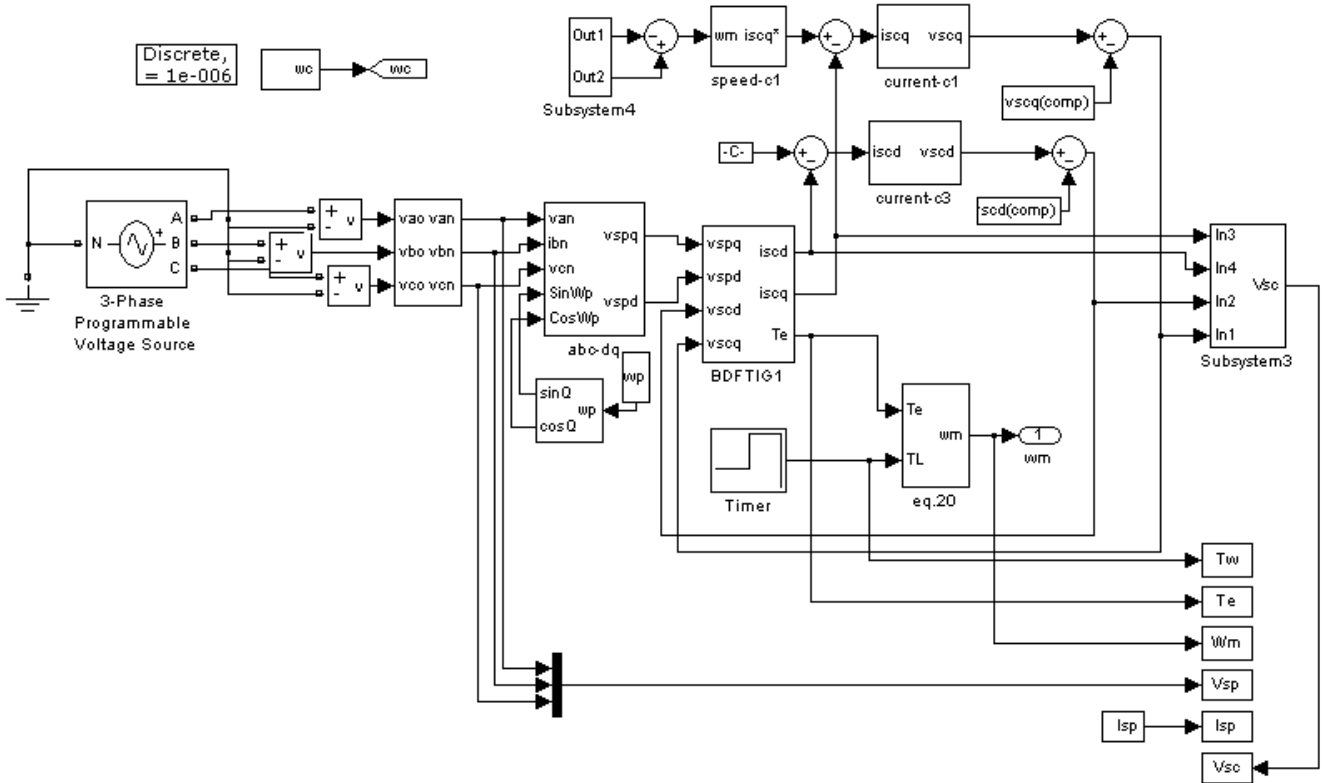 Discrete,
= 1e-006
wc
wc
Out1
Out2
Subsystem4
-
+
wm iscq*
speed-c1
+
-
iscq vscq
current-c1
+
-
vscq(comp)
-C-
+
-
iscd vscd
current-c3
+
-
rscd(comp)
N
+
A
B
C
3-Phase
Programmable
Voltage Source
+
-
v
+
-
v
+
-
v
vao van
vbo vbn
vco vcn
van
ibn
vcn
SinWp
CosWp
vspq
vspd
abc-dq
wp
sinQ
cosQ
wp
vspq
vspd
vscd
vscq
iscd
iscq
Te
BDFTIG1
Timer
Te
TL
wm
eq.20
1
wm
In3
In4
In2
In1
Vsc
Subsystem3
Tw
Te
Wm
Vsp
Isp
Isp
Vsc